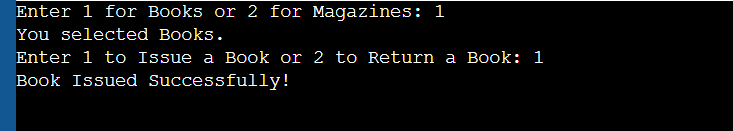 Enter 1 for Books or 2 for Magazines: 1
You selected Books.
Enter 1 to Issue a Book or 2 to Return a Book: 1
Book Issued Successfully!